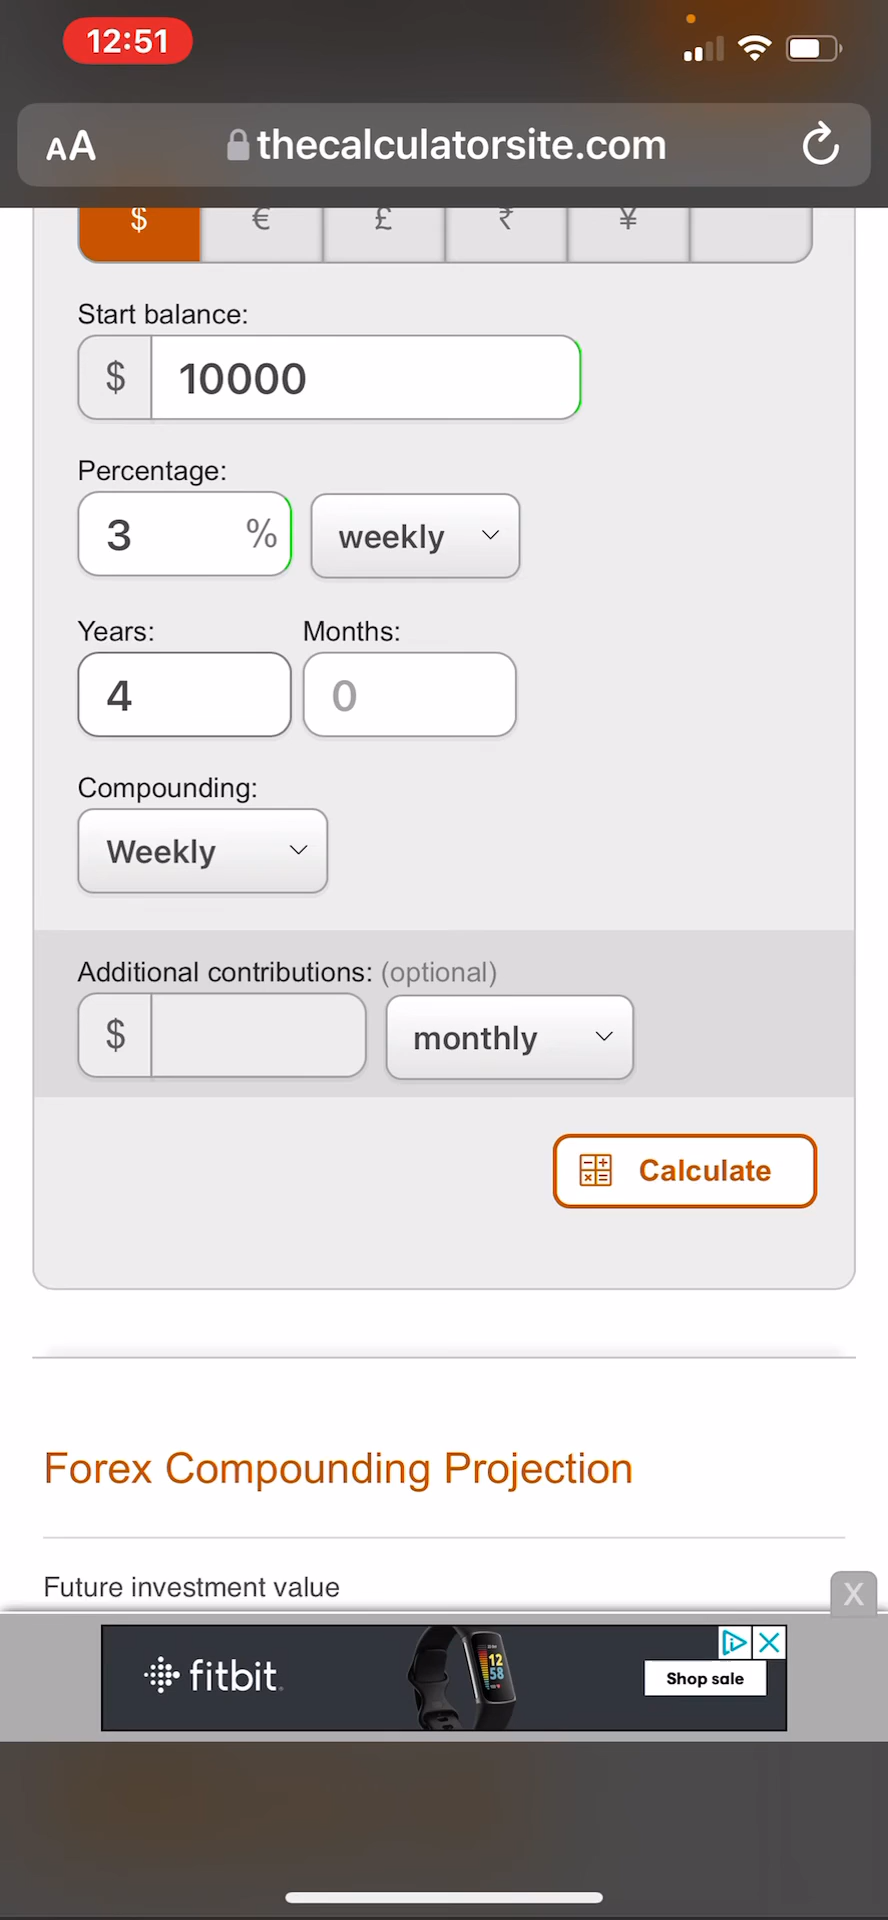 12:51
AA thecalculatorsite.com
$ € £ ₹ ¥
Start balance:
$ 10000
Percentage:
3 % weekly
Years: Months:
4 0
Compounding:
Weekly
Additional contributions: (optional)
$ monthly
Calculate
Forex Compounding Projection
Future investment value
X
fitbit
12
58
Shop sale